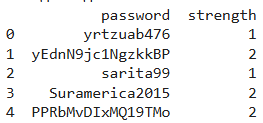 password strength
0 yrtzuab476 1
1 yEdnN9jc1NgzkkBP 2
2 sarita99 1
3 Suramerica2015 2
4 PPRbMvDIxMQ19TMo 2